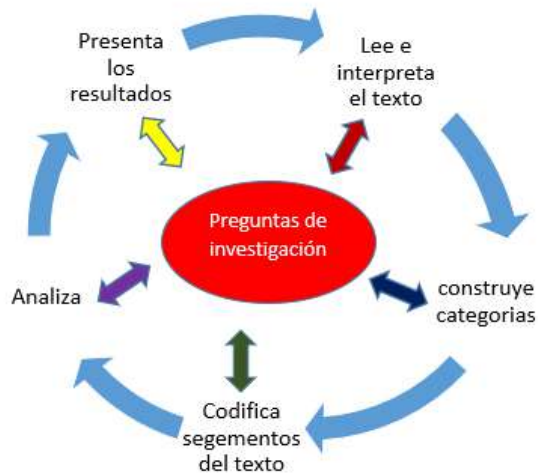 Presenta
los
resultados
Lee e
interpreta
el texto
Preguntas de
investigación
Analiza
construye
categorias
Codifica
segementos
del texto